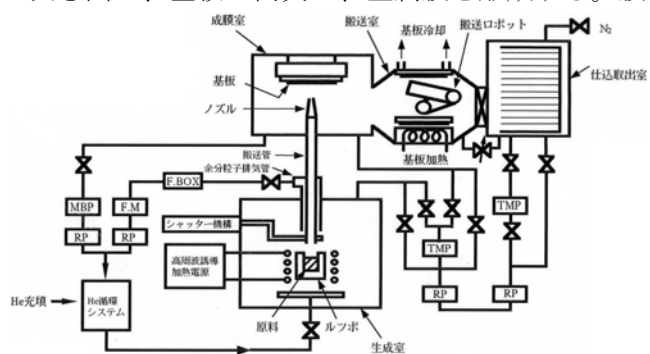 成膜室
搬送室
基板冷却
搬送ロボット
N₂
基板
仕込取出室
ノズル
基板加熱
搬送管
余分粒子排気管
F.BOX
MBP
F.M
シャッター機構
TMP
TMP
RP
RP
高周波誘導
加熱電源
RP
RP
He充填
He循環
システム
原料
ルツボ
生成室